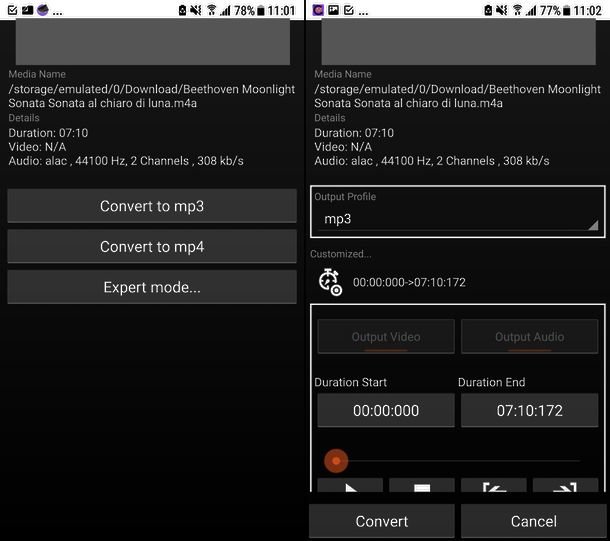 ... 78% 11:01
Media Name
/storage/emulated/0/Download/Beethoven Moonlight
Sonata Sonata al chiaro di luna.m4a
Details
Duration: 07:10
Video: N/A
Audio: alac , 44100 Hz, 2 Channels , 308 kb/s
Convert to mp3
Convert to mp4
Expert mode...
... 77% 11:02
Media Name
/storage/emulated/0/Download/Beethoven Moonlight
Sonata Sonata al chiaro di luna.m4a
Details
Duration: 07:10
Video: N/A
Audio: alac , 44100 Hz, 2 Channels , 308 kb/s
Output Profile
mp3
Customized...
00:00:000->07:10:172
Output Video Output Audio
Duration Start Duration End
00:00:000 07:10:172
Convert Cancel